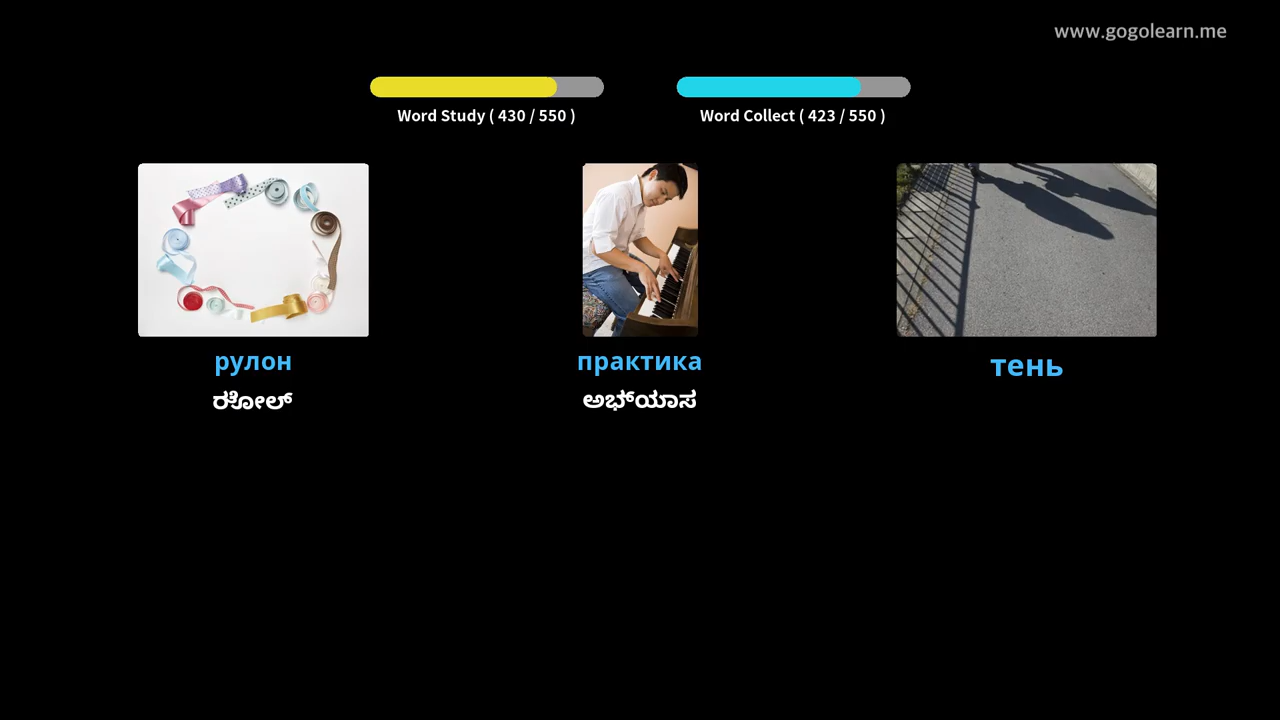 www.gogolearn.me
Word Study ( 430 / 550 )
Word Collect ( 423 / 550 )
рулон
практика
тень
ರೋಲ್
ಅಭ್ಯಾಸ